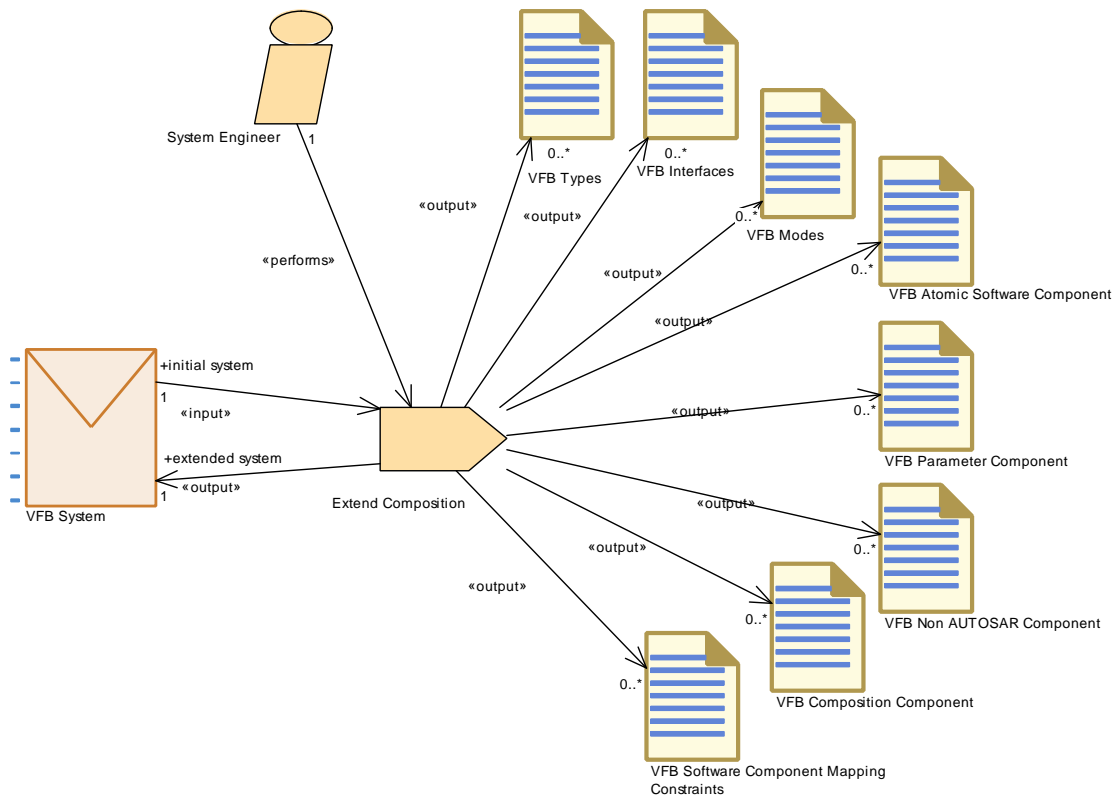 System Engineer
1
0..*
VFB Types
0..*
VFB Interfaces
«output»
«output»
0..*
VFB Modes
«performs»
«output»
0..*
VFB Atomic Software Component
«output»
+initial system
1
«input»
«output»
0..*
+extended system
«output»
1
VFB System
Extend Composition
VFB Parameter Component
«output»
0..*
«output»
«output»
0..*
VFB Non AUTOSAR Component
0..*
VFB Composition Component
VFB Software Component Mapping
Constraints